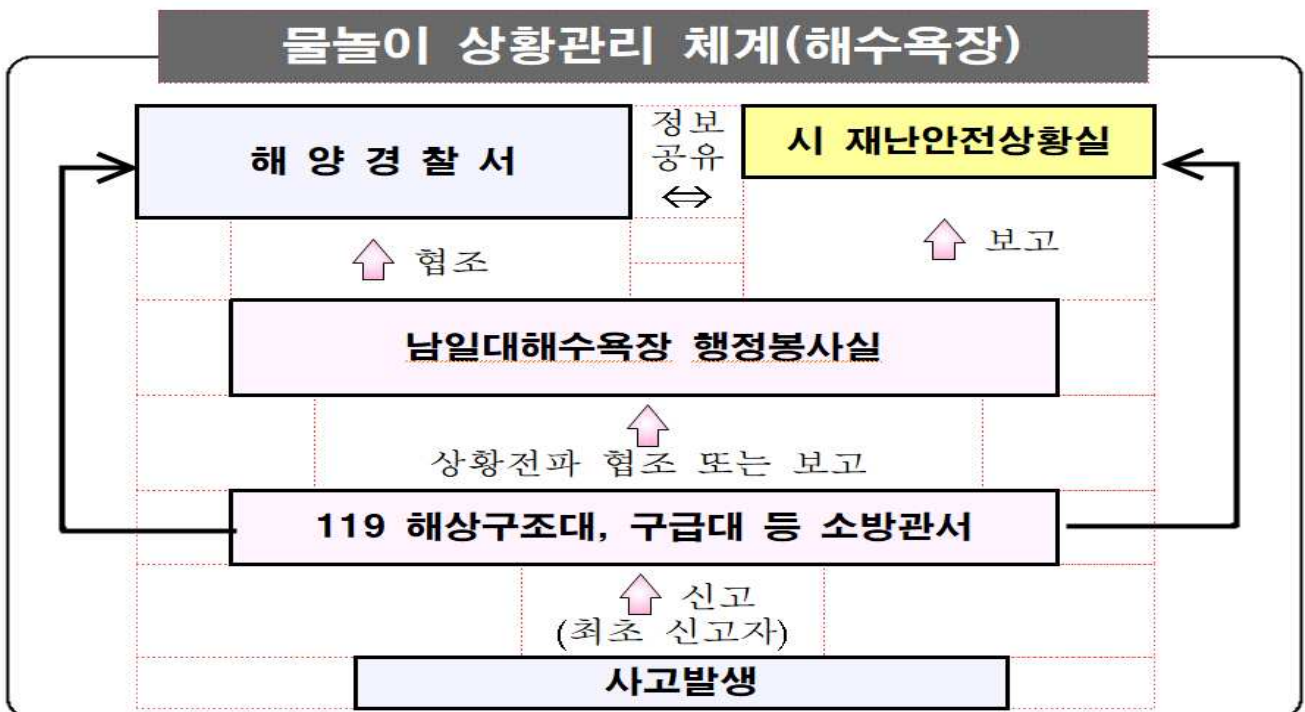 물놀이 상황관리 체계(해수욕장)
해 양 경 찰 서
정보
공유
⇔
시 재난안전상황실
협조
보고
남일대해수욕장 행정봉사실
상황전파 협조 또는 보고
119 해상구조대, 구급대 등 소방관서
신고
(최초 신고자)
사고발생